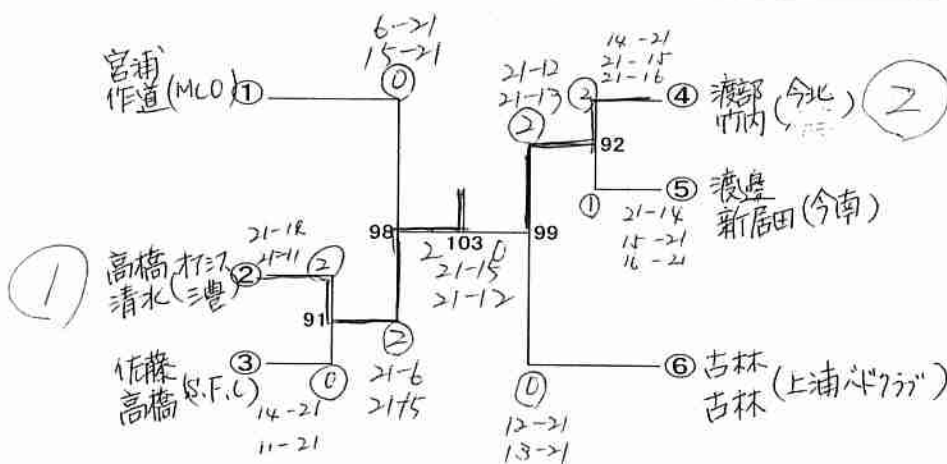 6-21
15-21
0
宮浦
作道(MLO) ①
21-12
21-13
2
14-21
21-15
21-16
④ 渡部
竹内(今北
2
92
1
⑤ 渡邊
新居田(今南)
21-14
15-21
16-21
98
103
99
2 0
21-15
21-12
1
高橋
清水(三豊) ②
21-11
2
91
2
21-6
③ 佐藤
高橋(S.F.C)
0
14-21
11-21
0
12-21
13-21
⑥ 古林
古林(上浦バドクラブ)